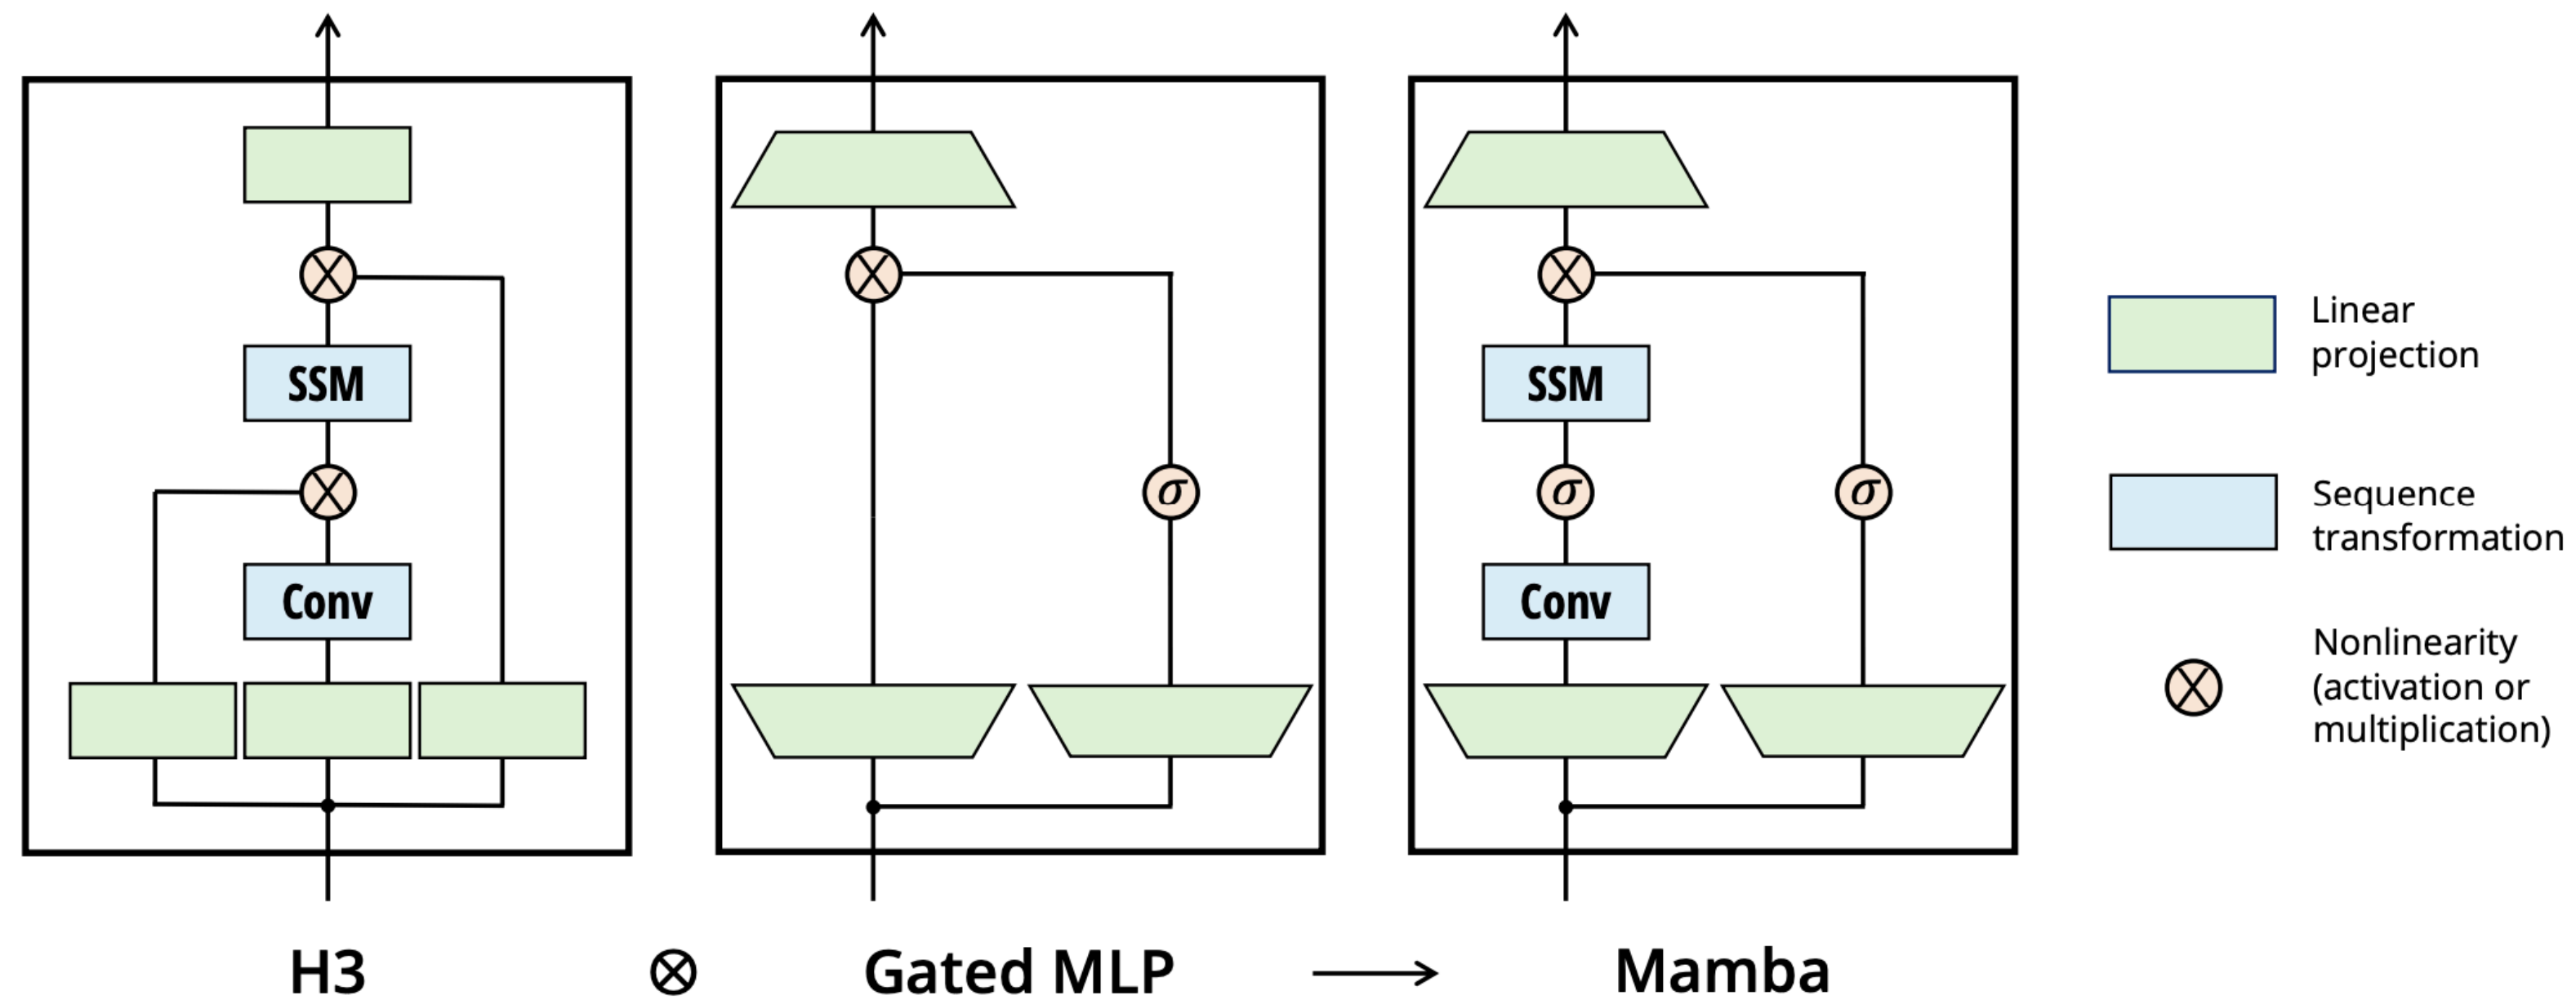 SSM
Conv
H3
⊗
σ
Gated MLP
→
SSM
σ
σ
Conv
Mamba
Linear
projection
Sequence
transformation
Nonlinearity
(activation or
multiplication)